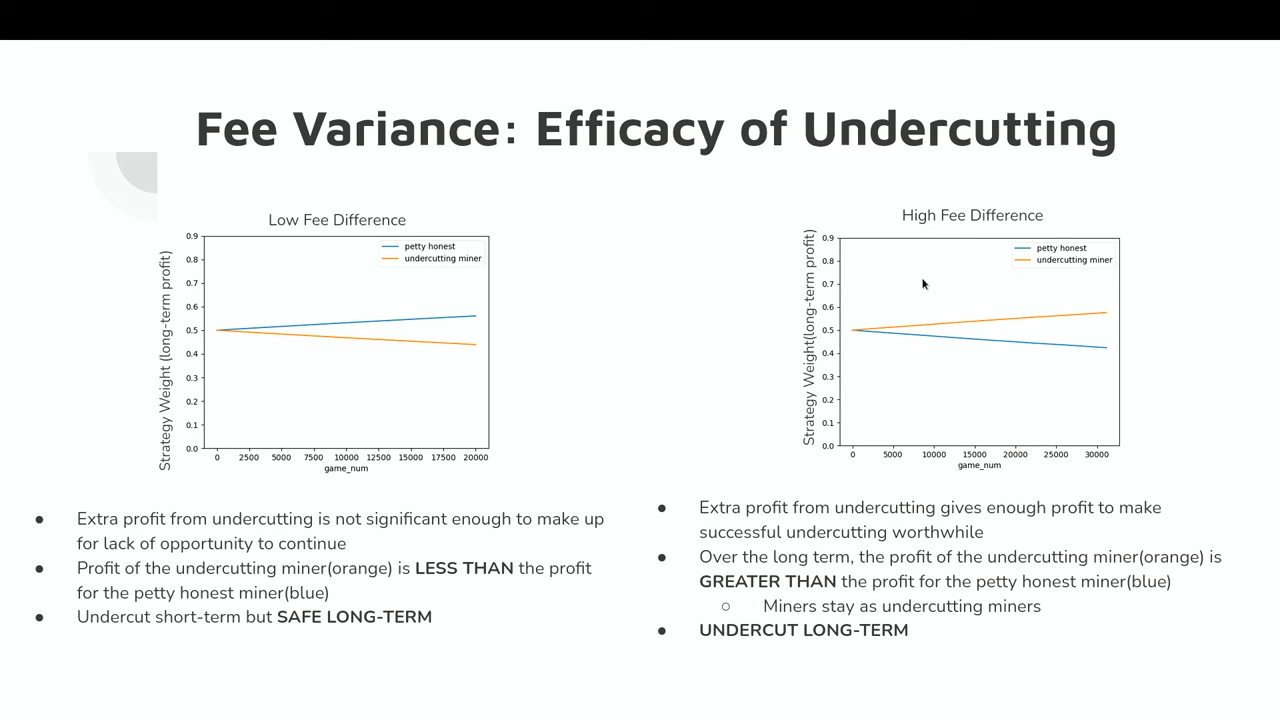 Fee Variance: Efficacy of Undercutting
Low Fee Difference
Strategy Weight (long-term profit)
0.9
0.8
0.7
0.6
0.5
0.4
0.3
0.2
0.1
0.0
petty honest
undercutting miner
0 2500 5000 7500 10000 12500 15000 17500 20000
game_num
● Extra profit from undercutting is not significant enough to make up
for lack of opportunity to continue
● Profit of the undercutting miner(orange) is LESS THAN the profit
for the petty honest miner(blue)
● Undercut short-term but SAFE LONG-TERM
High Fee Difference
Strategy Weight(long-term profit)
0.9
0.8
0.7
0.6
0.5
0.4
0.3
0.2
0.1
0.0
petty honest
undercutting miner
0 5000 10000 15000 20000 25000 30000
game_num
● Extra profit from undercutting gives enough profit to make
successful undercutting worthwhile
● Over the long term, the profit of the undercutting miner(orange) is
GREATER THAN the profit for the petty honest miner(blue)
○ Miners stay as undercutting miners
● UNDERCUT LONG-TERM